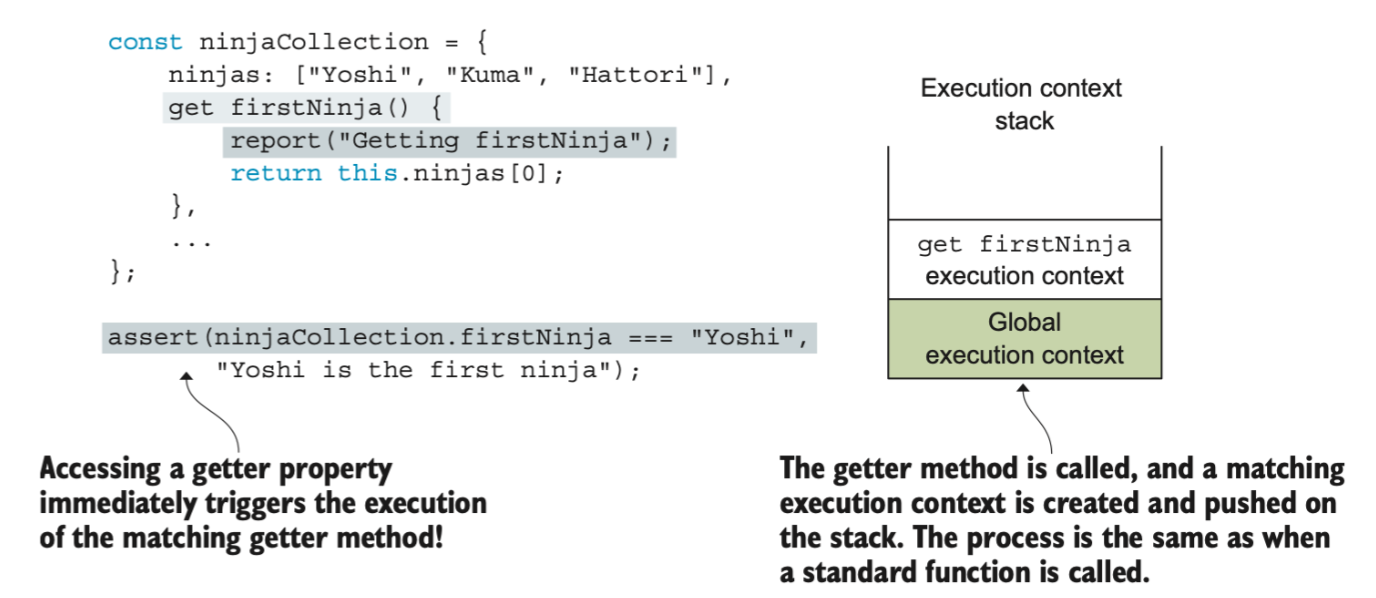 const ninjaCollection = {
    ninjas: ["Yoshi", "Kuma", "Hattori"],
    get firstNinja() {
        report("Getting firstNinja");
        return this.ninjas[0];
    },
    ...
};
assert(ninjaCollection.firstNinja === "Yoshi",
       "Yoshi is the first ninja");
Accessing a getter property
immediately triggers the execution
of the matching getter method!
Execution context
stack
get firstNinja
execution context
Global
execution context
The getter method is called, and a matching
execution context is created and pushed on
the stack. The process is the same as when
a standard function is called.